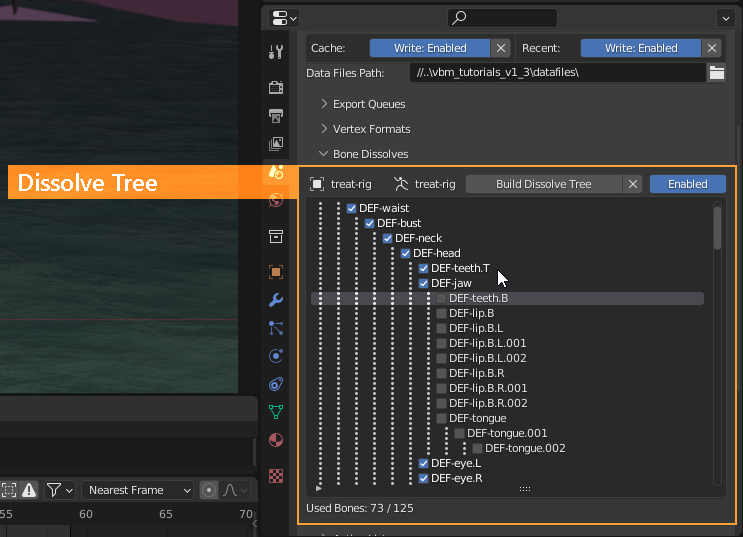 Cache: Write: Enabled Recent: Write: Enabled
Data Files Path: //..\vbm_tutorials_v1_3\datafiles\
Export Queues
Vertex Formats
Bone Dissolves
Dissolve Tree
treat-rig treat-rig Build Dissolve Tree Enabled
DEF-waist
DEF-bust
DEF-neck
DEF-head
DEF-teeth.T
DEF-jaw
DEF-teeth.B
DEF-lip.B
DEF-lip.B.L
DEF-lip.B.L.001
DEF-lip.B.L.002
DEF-lip.B.R
DEF-lip.B.R.001
DEF-lip.B.R.002
DEF-tongue
DEF-tongue.001
DEF-tongue.002
DEF-eye.L
DEF-eye.R
Used Bones: 73 / 125
Nearest Frame
55 60 65 70